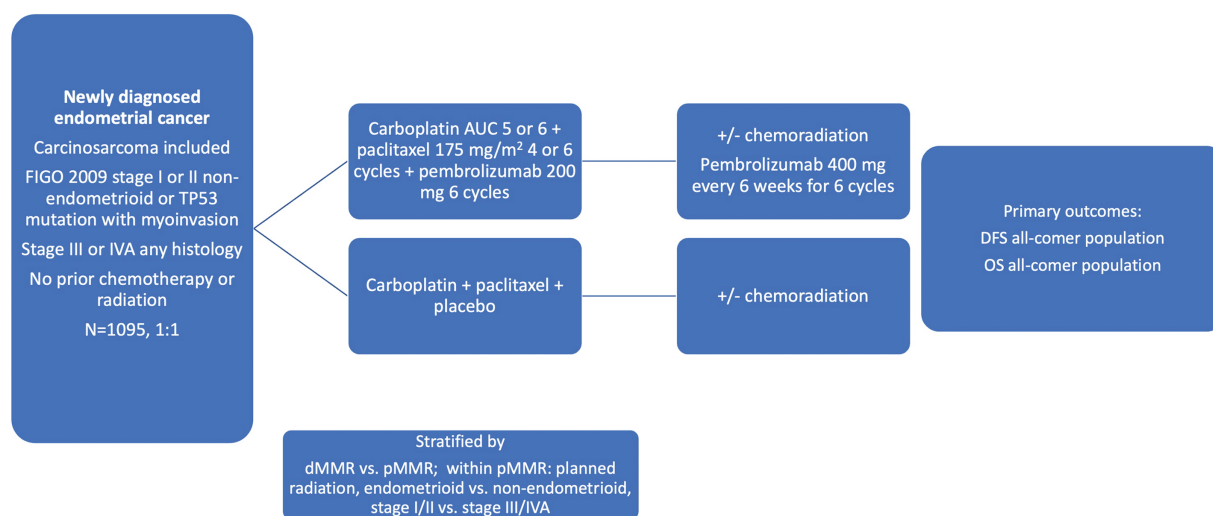 Newly diagnosed
endometrial cancer
Carcinosarcoma included
FIGO 2009 stage I or II non-
endometrioid or TP53
mutation with myoinvasion
Stage III or IVA any histology
No prior chemotherapy or
radiation
N=1095, 1:1
Carboplatin AUC 5 or 6 +
paclitaxel 175 mg/m² 4 or 6
cycles + pembrolizumab 200
mg 6 cycles
+/- chemoradiation
Pembrolizumab 400 mg
every 6 weeks for 6 cycles
Carboplatin + paclitaxel +
placebo
+/- chemoradiation
Primary outcomes:
DFS all-comer population
OS all-comer population
Stratified by
dMMR vs. pMMR;  within pMMR: planned
radiation, endometrioid vs. non-endometrioid,
stage I/II vs. stage III/IVA